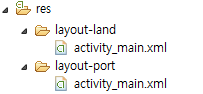 res
layout-land
activity_main.xml
layout-port
activity_main.xml